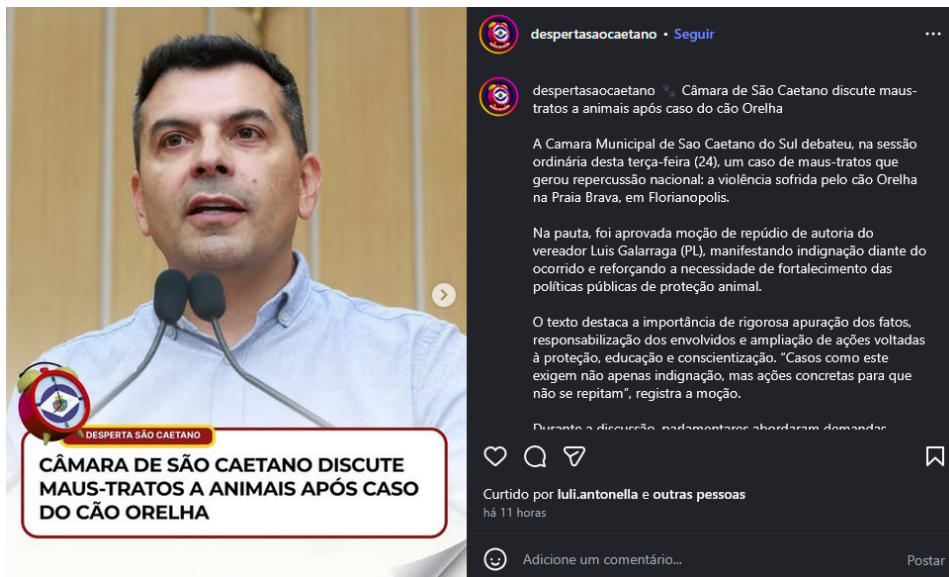 DESPERTA SÃO CAETANO
CÂMARA DE SÃO CAETANO DISCUTE
MAUS-TRATOS A ANIMAIS APÓS CASO
DO CÃO ORELHA
despertasaocaetano • Seguir
despertasaocaetano 🐾 Câmara de São Caetano discute maus-
tratos a animais após caso do cão Orelha
A Camara Municipal de Sao Caetano do Sul debateu, na sessão
ordinária desta terça-feira (24), um caso de maus-tratos que
gerou repercussão nacional: a violência sofrida pelo cão Orelha
na Praia Brava, em Florianopolis.
Na pauta, foi aprovada moção de repúdio de autoria do
vereador Luis Galarraga (PL), manifestando indignação diante do
ocorrido e reforçando a necessidade de fortalecimento das
políticas públicas de proteção animal.
O texto destaca a importância de rigorosa apuração dos fatos,
responsabilização dos envolvidos e ampliação de ações voltadas
à proteção, educação e conscientização. “Casos como este
exigem não apenas indignação, mas ações concretas para que
não se repitam”, registra a moção.
Durante a discussão, parlamentares abordaram demandas
Curtido por luli.antonella e outras pessoas
há 11 horas
Adicione um comentário...
Postar